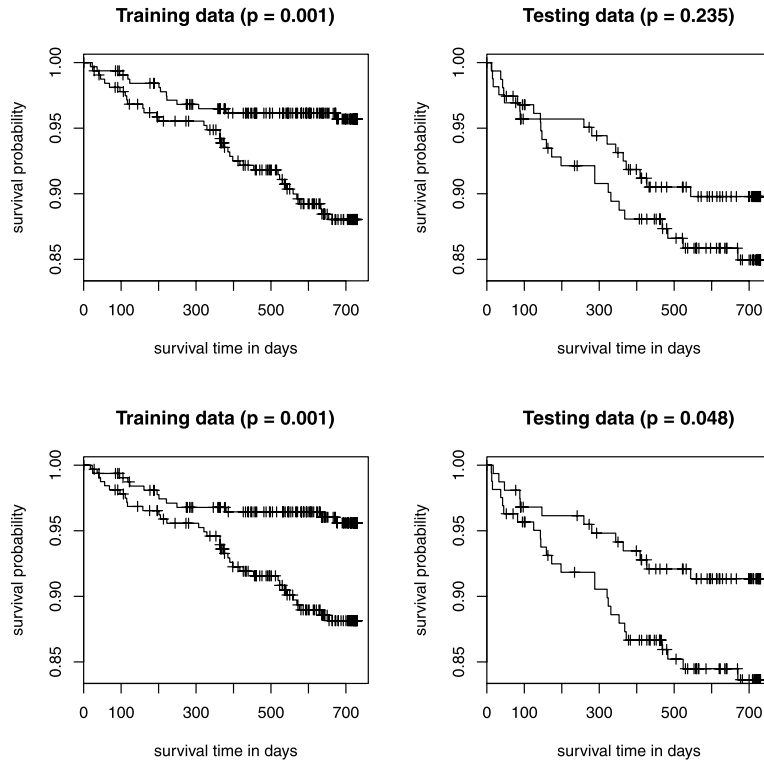 Training data (p = 0.001)
survival probability
1.00
0.95
0.90
0.85
0 100 300 500 700
survival time in days
Testing data (p = 0.235)
survival probability
1.00
0.95
0.90
0.85
0 100 300 500 700
survival time in days
Training data (p = 0.001)
survival probability
1.00
0.95
0.90
0.85
0 100 300 500 700
survival time in days
Testing data (p = 0.048)
survival probability
1.00
0.95
0.90
0.85
0 100 300 500 700
survival time in days